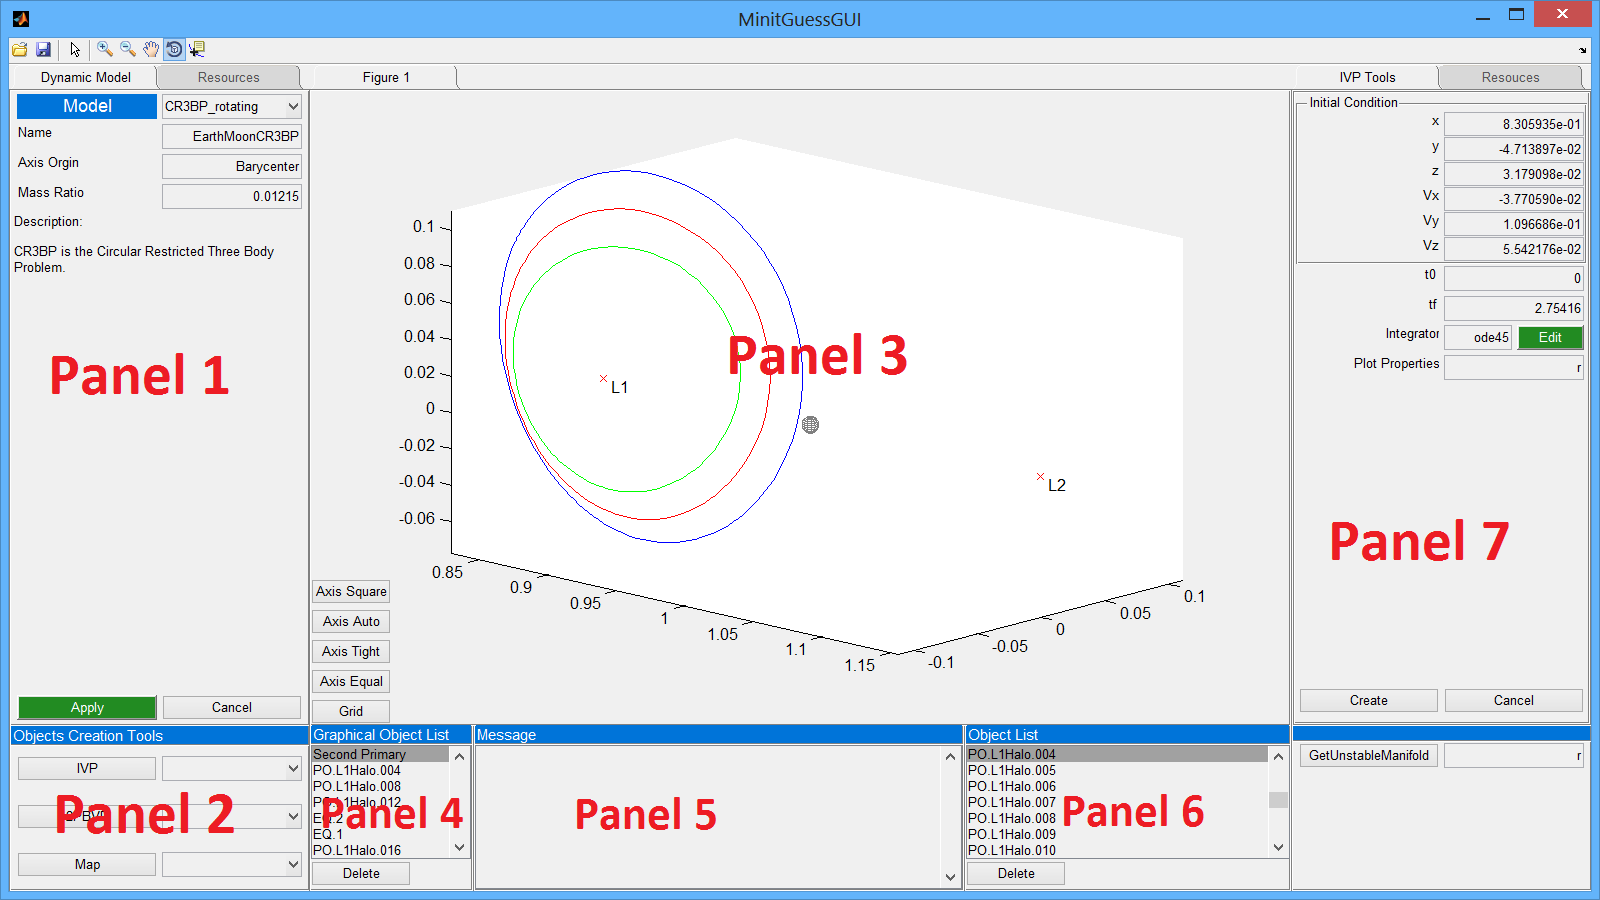 MinitGuessGUI
Dynamic Model
Resources
Figure 1
IVP Tools
Resouces
Model
CR3BP_rotating
Name
EarthMoonCR3BP
Axis Orgin
Barycenter
Mass Ratio
0.01215
Description:
CR3BP is the Circular Restricted Three Body
Problem.
Panel 1
Apply
Cancel
0.1
0.08
0.06
0.04
0.02
0
-0.02
-0.04
-0.06
0.85
0.9
0.95
1
1.05
1.1
1.15
-0.1
-0.05
0
0.05
0.1
L1
L2
Panel 3
Axis Square
Axis Auto
Axis Tight
Axis Equal
Grid
Initial Condition
x 8.305935e-01
y -4.713897e-02
z 3.179098e-02
Vx -3.770590e-02
Vy 1.096686e-01
Vz 5.542176e-02
t0 0
tf 2.75416
Integrator ode45 Edit
Plot Properties r
Panel 7
Create
Cancel
Objects Creation Tools
IVP
Panel 2
Map
Graphical Object List
Second Primary
PO.L1Halo.004
PO.L1Halo.008
PO.L1Halo.012
EQ.2
EQ.1
PO.L1Halo.016
Panel 4
Delete
Message
Panel 5
Object List
PO.L1Halo.004
PO.L1Halo.005
PO.L1Halo.006
PO.L1Halo.007
PO.L1Halo.008
PO.L1Halo.009
PO.L1Halo.010
Panel 6
Delete
GetUnstableManifold r